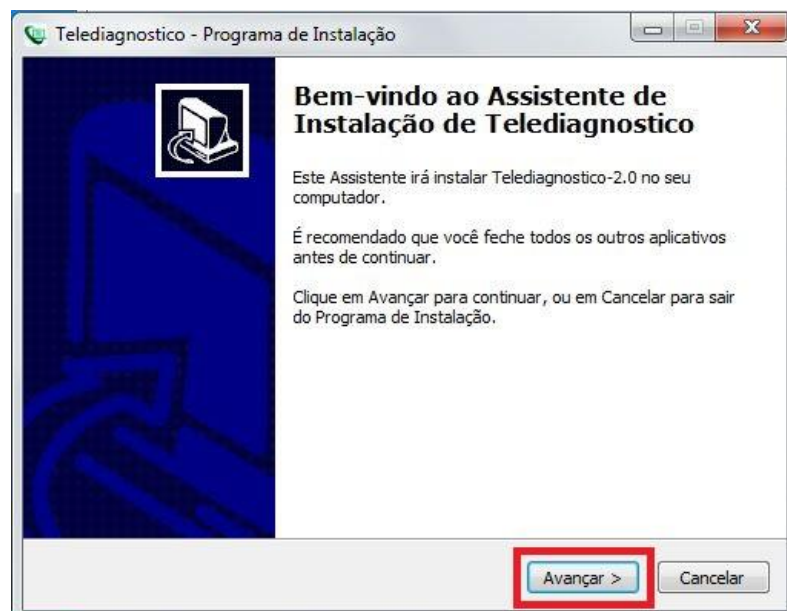 Telediagnostico - Programa de Instalação
Bem-vindo ao Assistente de
Instalação de Telediagnostico
Este Assistente irá instalar Telediagnostico-2.0 no seu
computador.
É recomendado que você feche todos os outros aplicativos
antes de continuar.
Clique em Avançar para continuar, ou em Cancelar para sair
do Programa de Instalação.
Avançar >
Cancelar